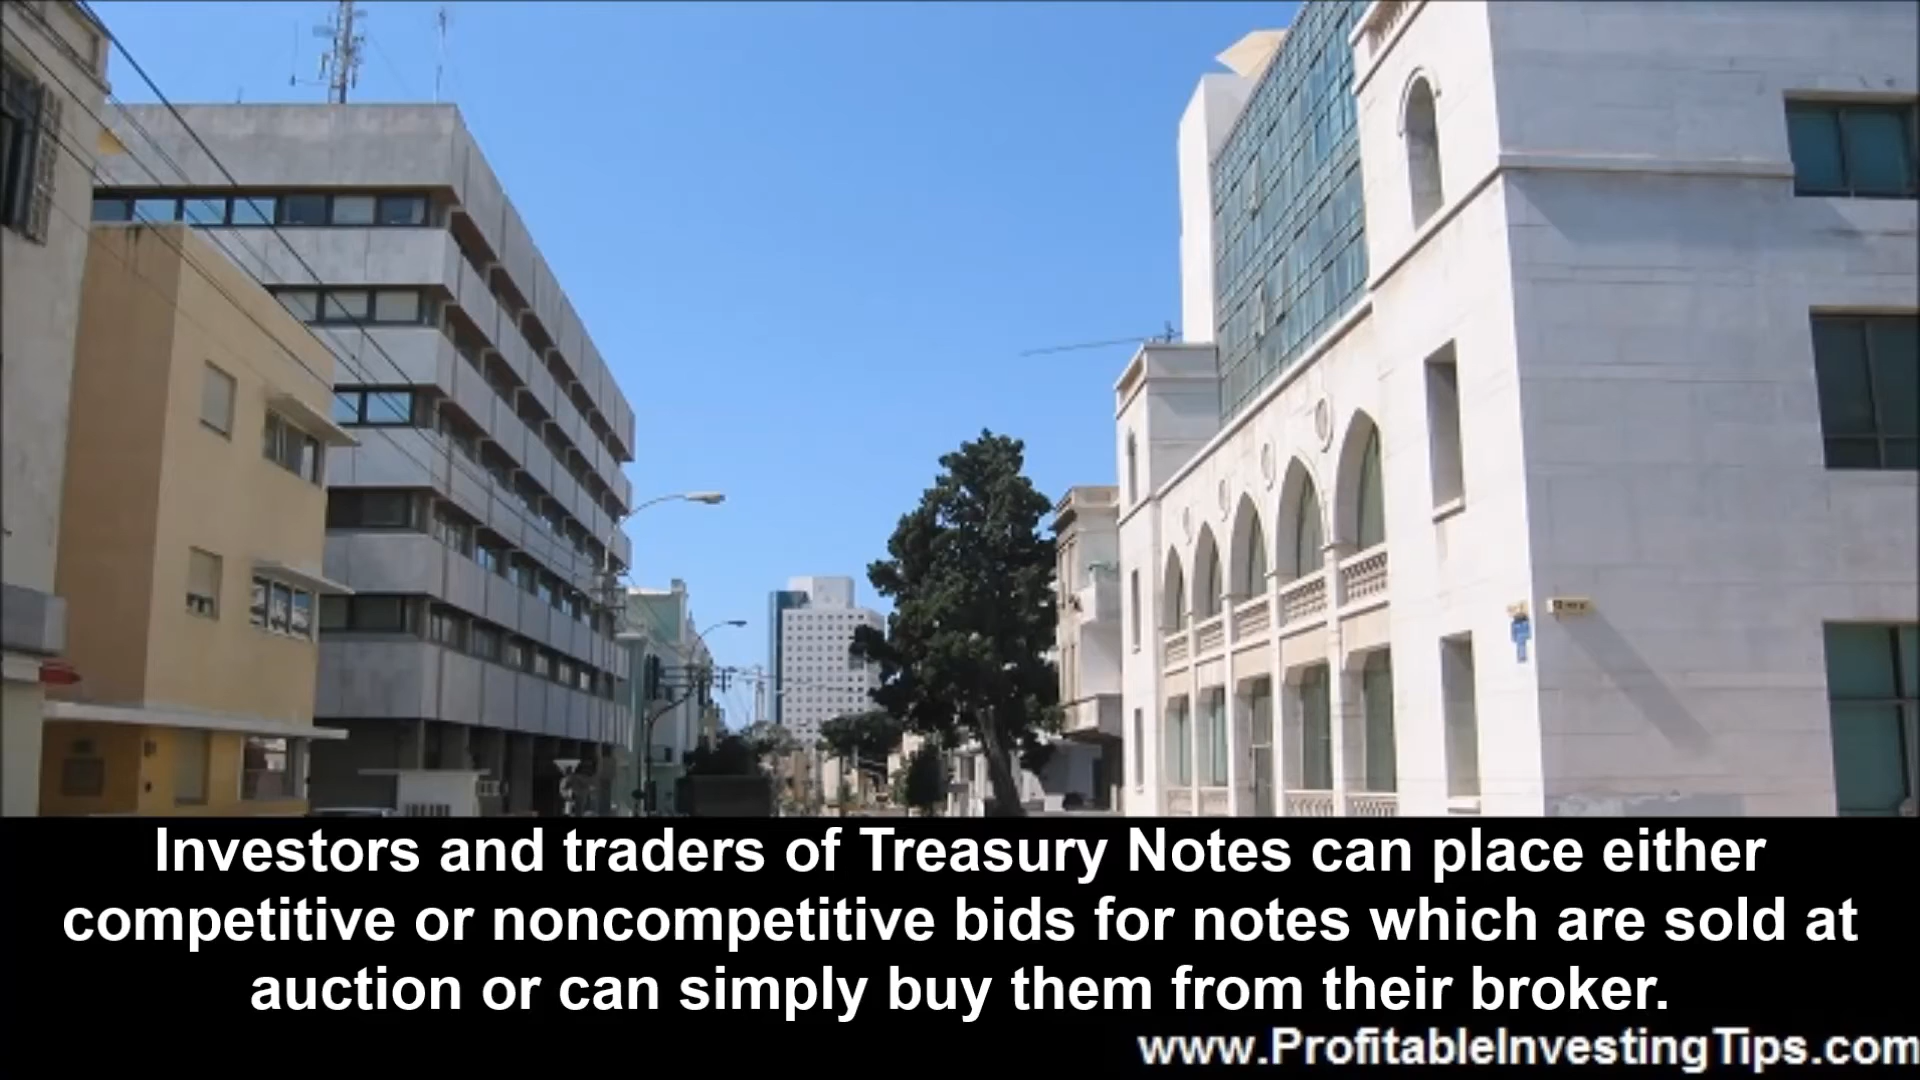 Investors and traders of Treasury Notes can place either
competitive or noncompetitive bids for notes which are sold at
auction or can simply buy them from their broker.
www.ProfitableInvestingTips.com